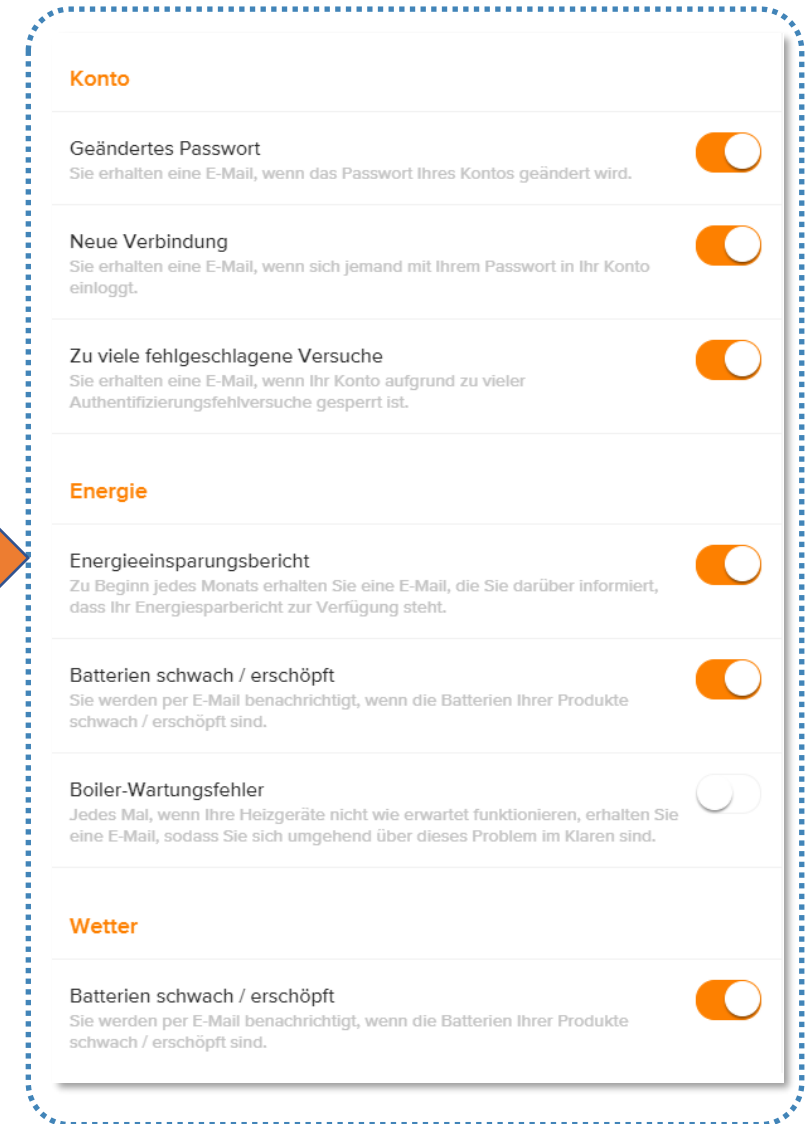 Konto
Geändertes Passwort
Sie erhalten eine E-Mail, wenn das Passwort Ihres Kontos geändert wird.
Neue Verbindung
Sie erhalten eine E-Mail, wenn sich jemand mit Ihrem Passwort in Ihr Konto
einloggt.
Zu viele fehlgeschlagene Versuche
Sie erhalten eine E-Mail, wenn Ihr Konto aufgrund zu vieler
Authentifizierungsfehlversuche gesperrt ist.
Energie
Energieeinsparungsbericht
Zu Beginn jedes Monats erhalten Sie eine E-Mail, die Sie darüber informiert,
dass Ihr Energiesparbericht zur Verfügung steht.
Batterien schwach / erschöpft
Sie werden per E-Mail benachrichtigt, wenn die Batterien Ihrer Produkte
schwach / erschöpft sind.
Boiler-Wartungsfehler
Jedes Mal, wenn Ihre Heizgeräte nicht wie erwartet funktionieren, erhalten Sie
eine E-Mail, sodass Sie sich umgehend über dieses Problem im Klaren sind.
Wetter
Batterien schwach / erschöpft
Sie werden per E-Mail benachrichtigt, wenn die Batterien Ihrer Produkte
schwach / erschöpft sind.